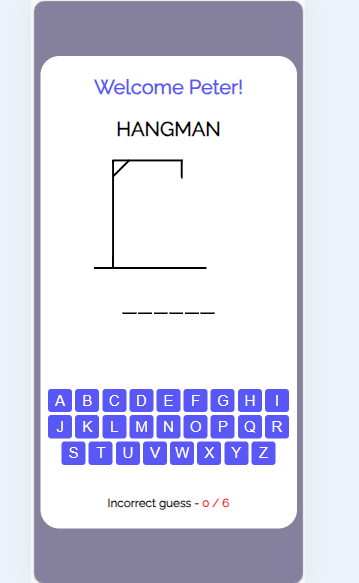 Welcome Peter!
HANGMAN
_ _ _ _ _ _
A B C D E F G H I
J K L M N O P Q R
S T U V W X Y Z
Incorrect guess - 0 / 6